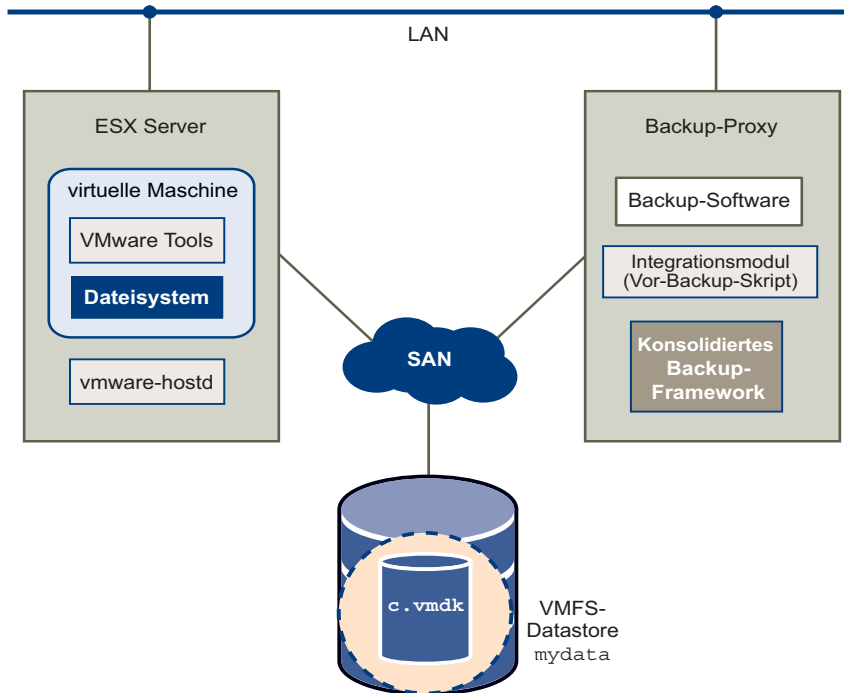 LAN
ESX Server
virtuelle Maschine
VMware Tools
Dateisystem
vmware-hostd
Backup-Proxy
Backup-Software
Integrationsmodul
(Vor-Backup-Skript)
Konsolidiertes
Backup-
Framework
SAN
c.vmdk
VMFS-
Datastore
mydata